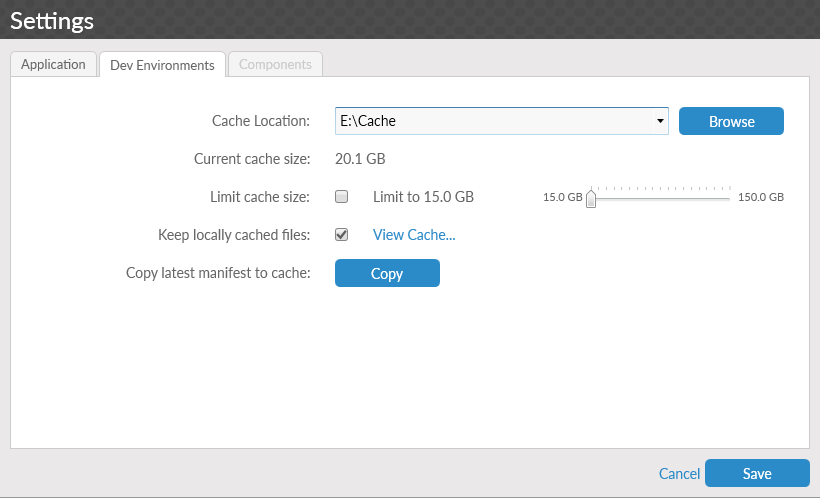 Settings
Application Dev Environments Components
Cache Location: E:\Cache Browse
Current cache size: 20.1 GB
Limit cache size: Limit to 15.0 GB 15.0 GB 150.0 GB
Keep locally cached files: View Cache...
Copy latest manifest to cache: Copy
Cancel Save